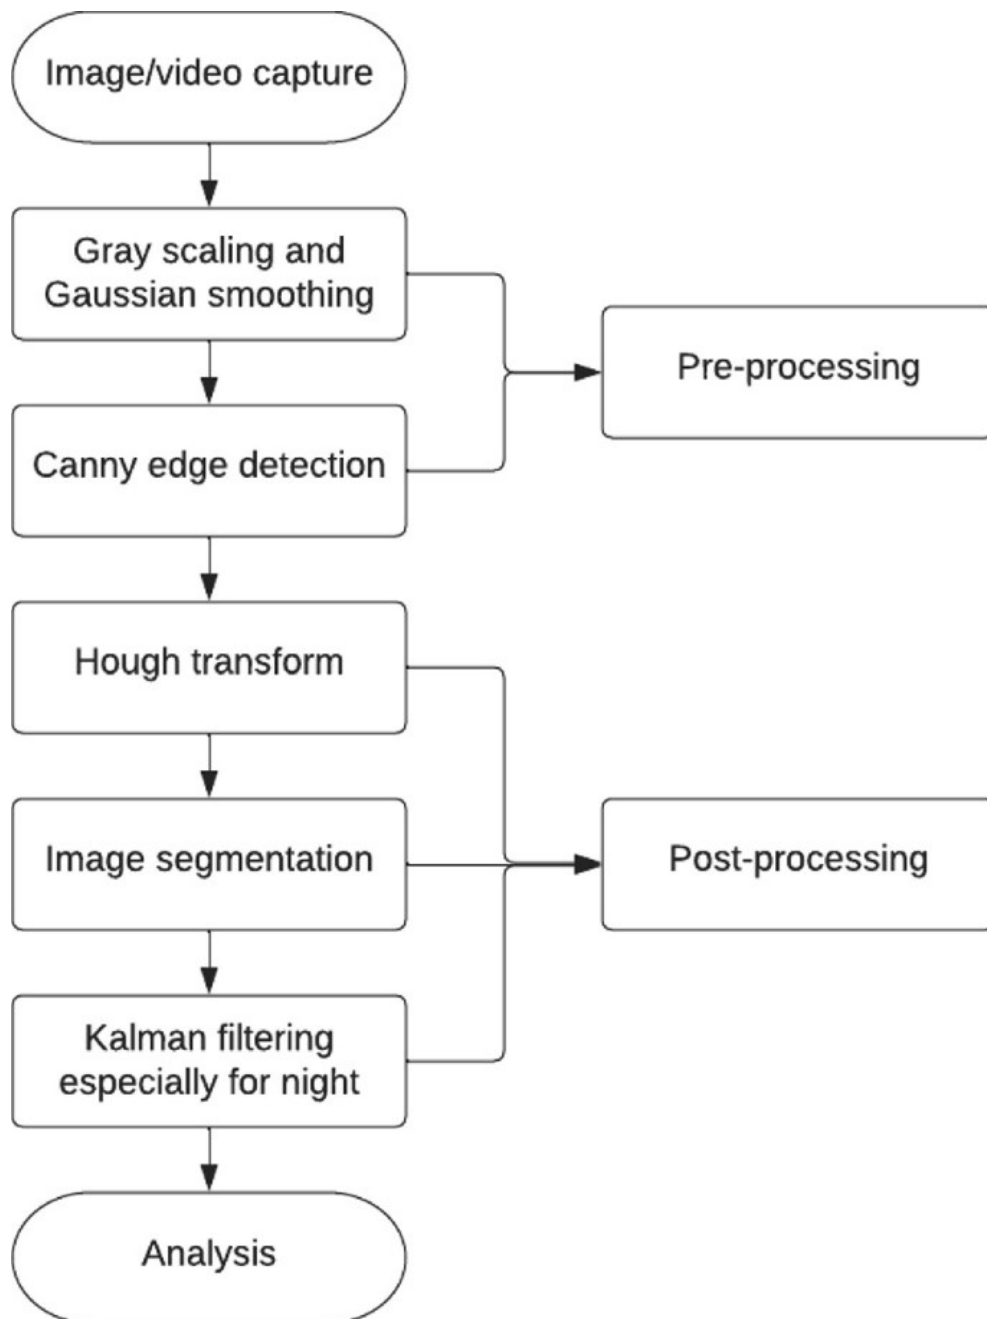 Image/video capture
Gray scaling and
Gaussian smoothing
Pre-processing
Canny edge detection
Hough transform
Image segmentation
Post-processing
Kalman filtering
especially for night
Analysis